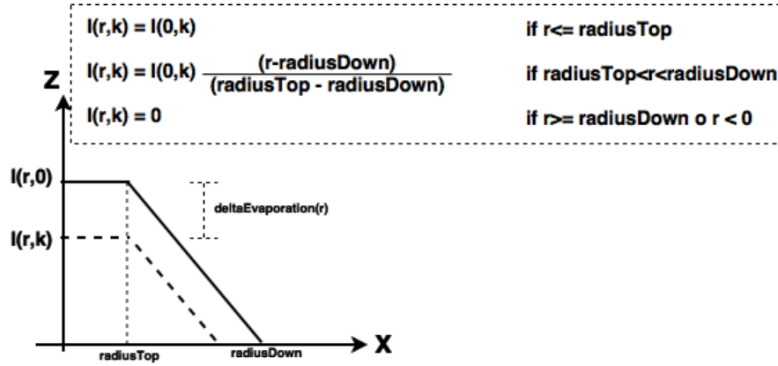 I(r,k) = I(0,k) if r<= radiusTop
I(r,k) = I(0,k) (r-radiusDown) / (radiusTop - radiusDown) if radiusTop<r<radiusDown
I(r,k) = 0 if r>= radiusDown o r < 0
Z
I(r,0)
deltaEvaporation(r)
I(r,k)
X
radiusTop radiusDown